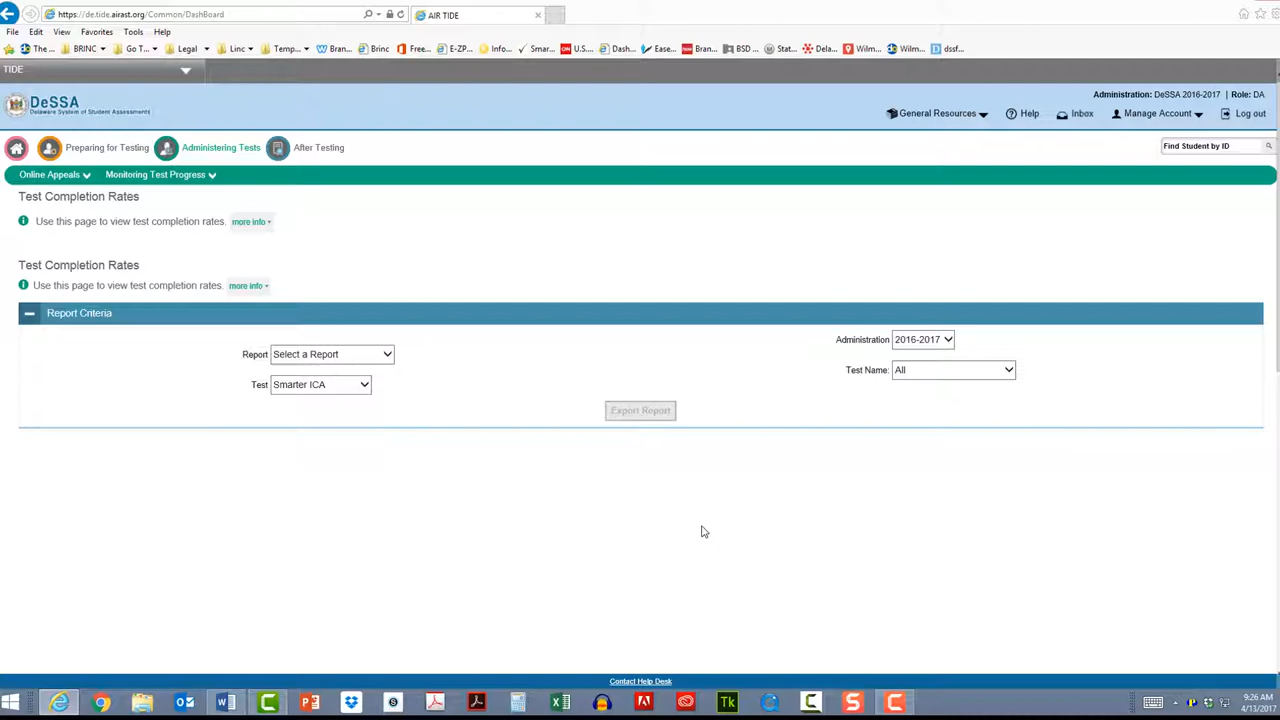 https://de.tide.airast.org/Common/DashBoard
AIR TIDE
File Edit View Favorites Tools Help
The ... BRINC Go T... Legal Linc Temp... Bran... Brinc Free... E-ZP... Info... Smar... U.S.... Dash... Ease... Bran... BSD ... Stat... Dela... Wilm... Wilm... dssf...
TIDE
DeSSA
Delaware System of Student Assessments
Administration: DeSSA 2016-2017 | Role: DA
General Resources Help Inbox Manage Account Log out
Preparing for Testing Administering Tests After Testing
Find Student by ID
Online Appeals Monitoring Test Progress
Test Completion Rates
Use this page to view test completion rates. more info
Test Completion Rates
Use this page to view test completion rates. more info
Report Criteria
Report Select a Report
Administration 2016-2017
Test Smarter ICA
Test Name: All
Export Report
Contact Help Desk
9:26 AM
4/13/2017